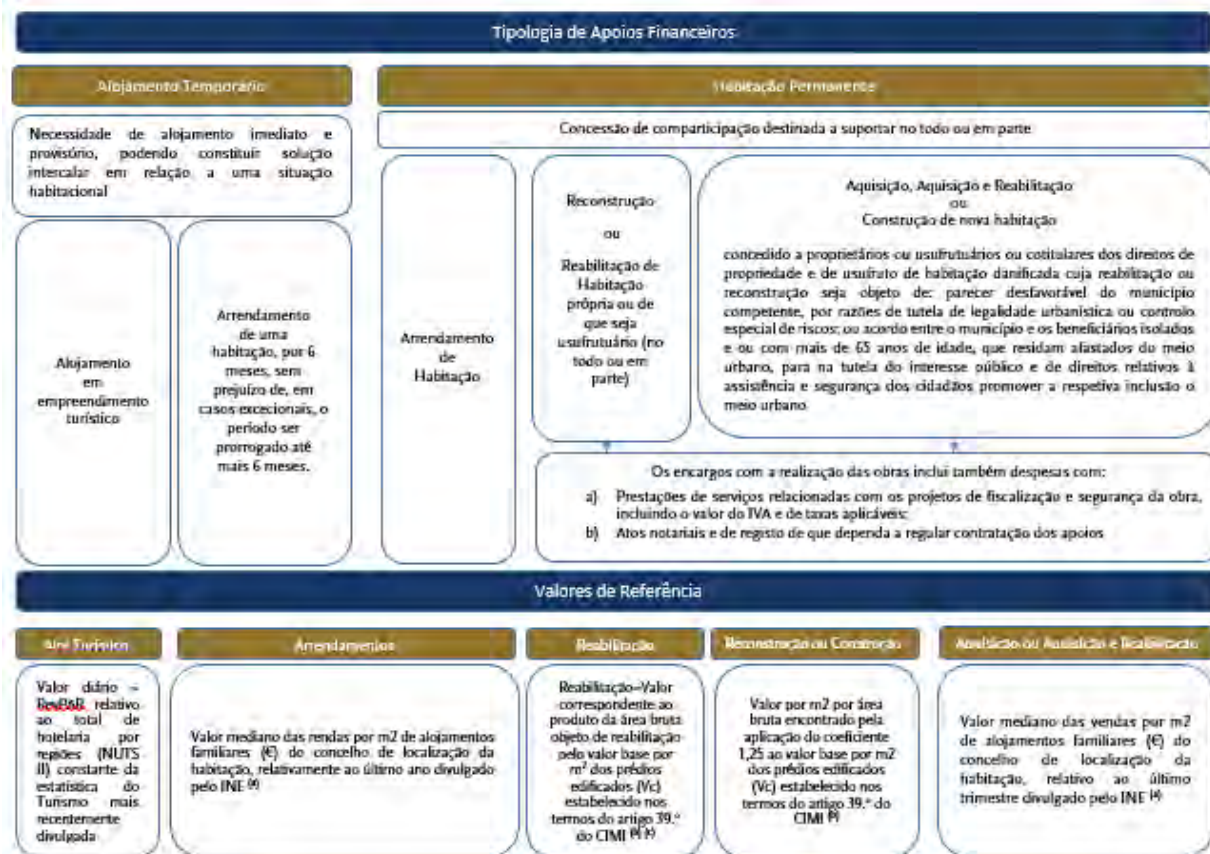 Tipologia de Apoios Financeiros
Alojamento Temporário
Necessidade de alojamento imediato e
provisório, podendo constituir solução
intercalar em relação a uma situação
habitacional
Alojamento
em
empreendimento
turístico
Arrendamento
de uma
habitação, por 6
meses, sem
prejuízo de, em
casos excecionais, o
período ser
prorrogado até
mais 6 meses.
Habitação Permanente
Concessão de comparticipação destinada a suportar no todo ou em parte
Arrendamento
de
Habitação
Reconstrução
ou
Reabilitação de
Habitação
própria ou de
que seja
usufrutuário (no
todo ou em
parte)
Aquisição, Aquisição e Reabilitação
ou
Construção de nova habitação
concedido a proprietários ou usufrutuários ou cotitulares dos direitos de
propriedade e de usufruto de habitação danificada cuja reabilitação ou
reconstrução seja objeto de: parecer desfavorável do município
competente, por razões de tutela de legalidade urbanística ou controlo
especial de riscos; ou acordo entre o município e os beneficiários isolados
e ou com mais de 65 anos de idade, que residam afastados do meio
urbano, para na tutela do interesse público e de direitos relativos à
assistência e segurança dos cidadãos promover a respetiva inclusão o
meio urbano
Os encargos com a realização das obras inclui também despesas com:
a) Prestações de serviços relacionadas com os projetos de fiscalização e segurança da obra,
incluindo o valor do IVA e de taxas aplicáveis;
b) Atos notariais e de registo de que dependa a regular contratação dos apoios
Valores de Referência
Turístico
Valor diário –
RevPAR relativo
ao total de
hotelaria por
regiões (NUTS
II) constante da
estatística do
Turismo mais
recentemente
divulgada
Arrendamentos
Valor mediano das rendas por m2 de alojamentos
familiares (€) do concelho de localização da
habitação, relativamente ao último ano divulgado
pelo INE (a)
Reabilitação
Reabilitação–Valor
correspondente ao
produto da área bruta
objeto de reabilitação
pelo valor base por
m² dos prédios
edificados (Vc)
estabelecido nos
termos do artigo 39.º
do CIMI
Reconstrução ou Construção
Valor por m2 por área
bruta encontrado pela
aplicação do coeficiente
1,25 ao valor base por m2
dos prédios edificados
(Vc) estabelecido nos
termos do artigo 39.º do
CIMI
Aquisição ou Aquisição e Reabilitação
Valor mediano das vendas por m2
de alojamentos familiares (€) do
concelho de localização da
habitação, relativo ao último
trimestre divulgado pelo INE (a)